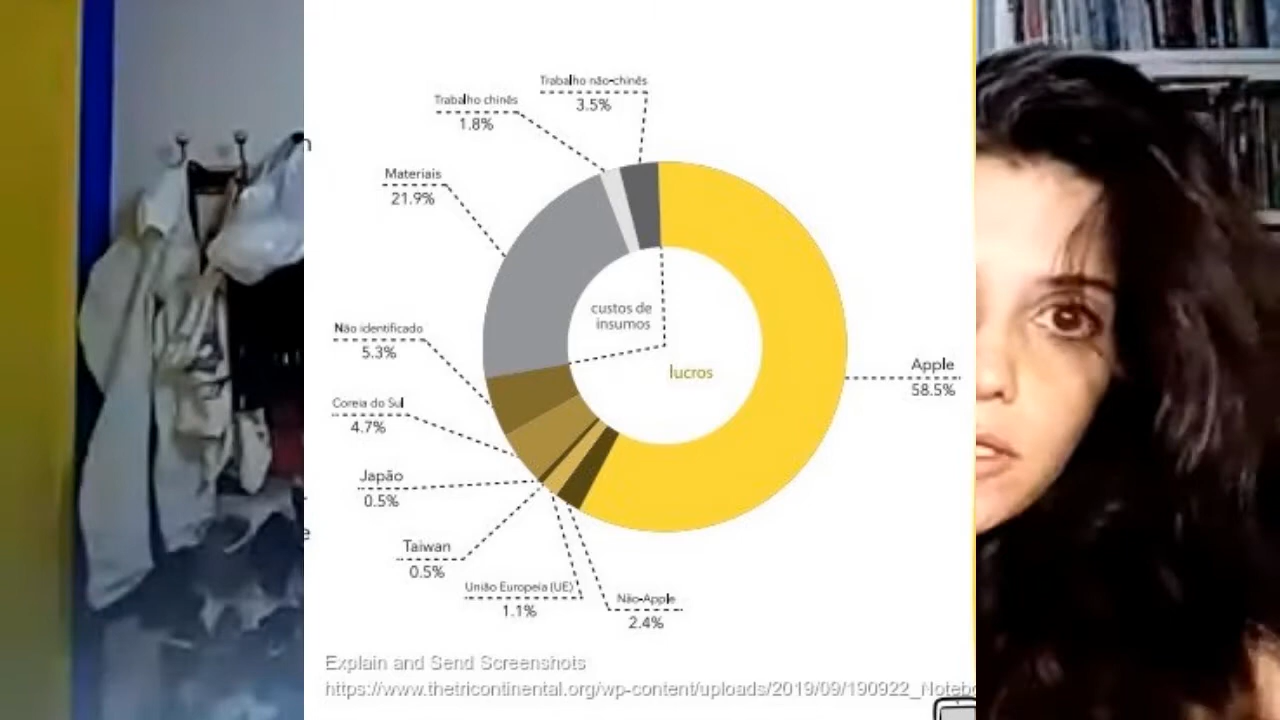 Trabalho não-chinês
3.5%
Trabalho chinês
1.8%
Materiais
21.9%
Não identificado
5.3%
Coreia do Sul
4.7%
Japão
0.5%
Taiwan
0.5%
União Europeia (UE)
1.1%
Não-Apple
2.4%
Apple
58.5%
custos de
insumos
lucros
Explain and Send Screenshots
https://www.thetricontinental.org/wp-content/uploads/2019/09/190922_Notebo